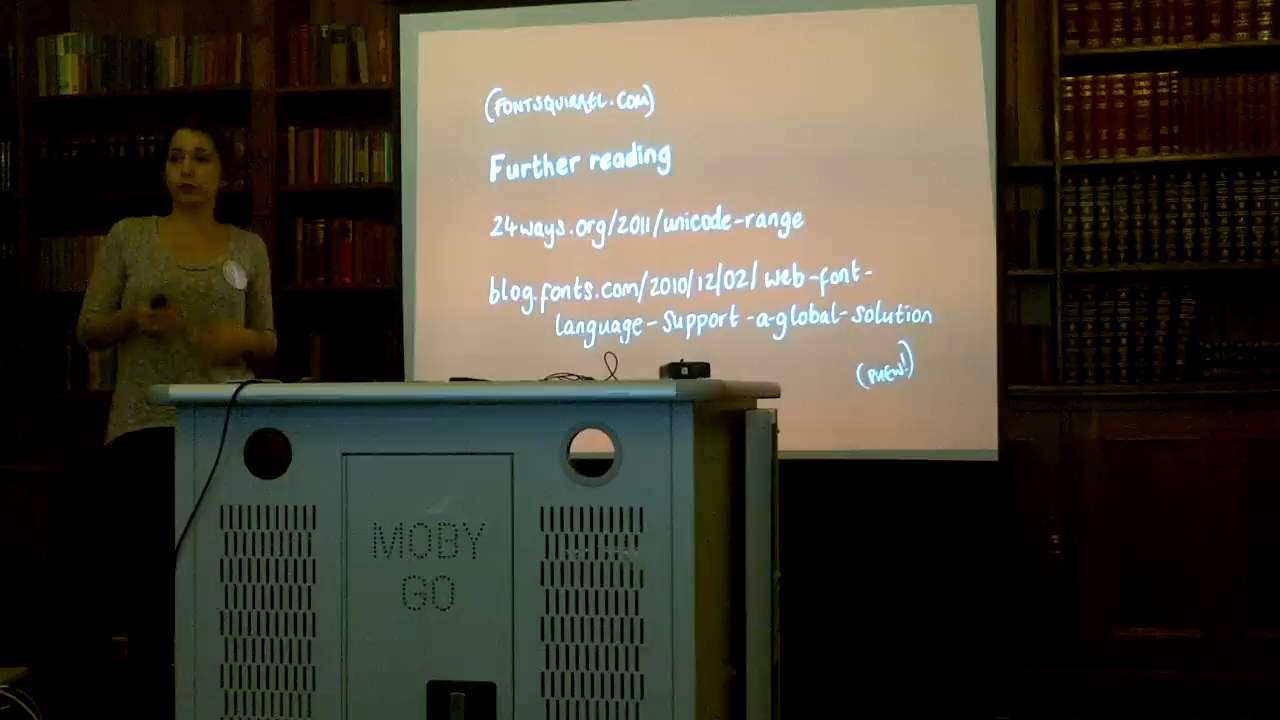 (FONTSQUIRREL.COM)
Further reading
24ways.org/2011/unicode-range
blog.fonts.com/2010/12/02/web-font-
language-support-a-global-solution
(PHEW!)
MOBY
GO